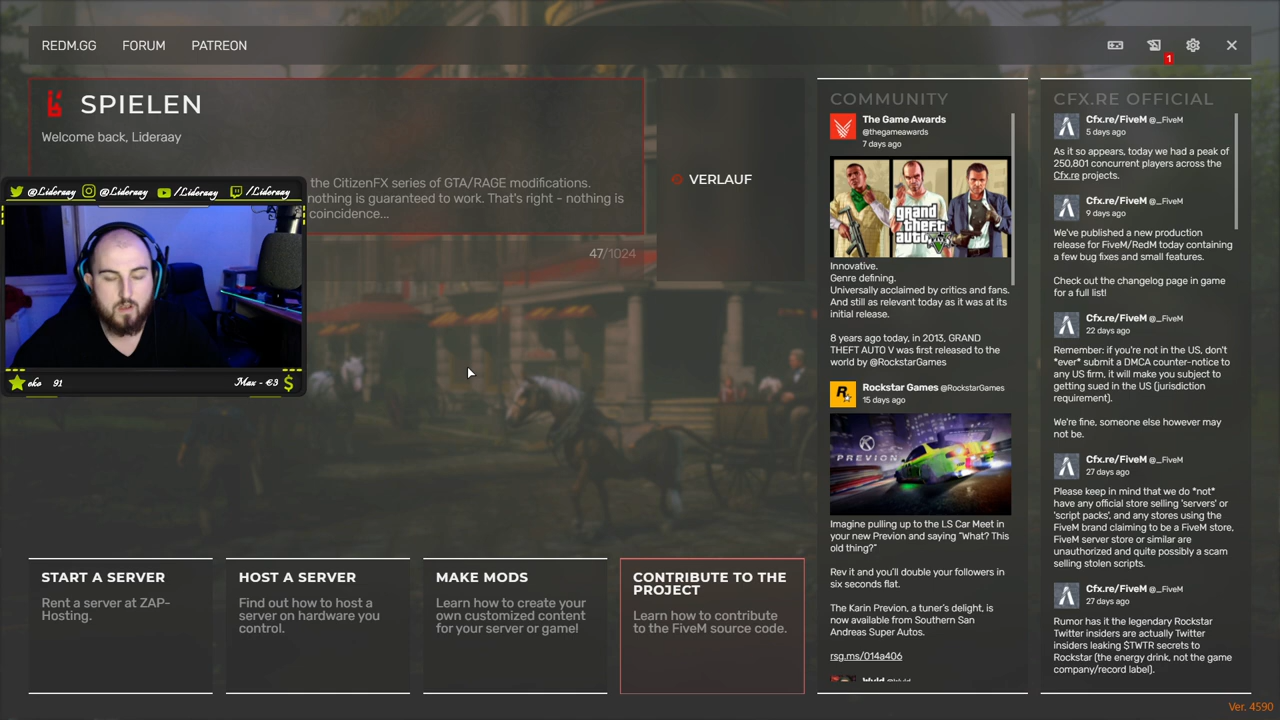 REDM.GG
FORUM
PATREON
1
SPIELEN
Welcome back, Lideraay
the CitizenFX series of GTA/RAGE modifications.
nothing is guaranteed to work. That's right - nothing is
coincidence...
47/1024
VERLAUF
@Lideraay
@Lideraay
/Lideraay
/Lideraay
oko 91
Max - €3
START A SERVER
Rent a server at ZAP-
Hosting.
HOST A SERVER
Find out how to host a
server on hardware you
control.
MAKE MODS
Learn how to create your
own customized content
for your server or game!
CONTRIBUTE TO THE
PROJECT
Learn how to contribute
to the FiveM source code.
COMMUNITY
The Game Awards
@thegameawards
7 days ago
grand
theft
auto
V
Innovative.
Genre defining.
Universally acclaimed by critics and fans.
And still as relevant today as it was at its
initial release.
8 years ago today, in 2013, GRAND
THEFT AUTO V was first released to the
world by @RockstarGames
Rockstar Games @RockstarGames
15 days ago
PREVION
Imagine pulling up to the LS Car Meet in
your new Previon and saying "What? This
old thing?"
Rev it and you'll double your followers in
six seconds flat.
The Karin Previon, a tuner's delight, is
now available from Southern San
Andreas Super Autos.
rsg.ms/014a406
CFX.RE OFFICIAL
Cfx.re/FiveM @_FiveM
5 days ago
As it so appears, today we had a peak of
250,801 concurrent players across the
Cfx.re projects.
Cfx.re/FiveM @_FiveM
9 days ago
We've published a new production
release for FiveM/RedM today containing
a few bug fixes and small features.
Check out the changelog page in game
for a full list!
Cfx.re/FiveM @_FiveM
22 days ago
Remember: if you're not in the US, don't
*ever* submit a DMCA counter-notice to
any US firm, it will make you subject to
getting sued in the US (jurisdiction
requirement).
We're fine, someone else however may
not be.
Cfx.re/FiveM @_FiveM
27 days ago
Please keep in mind that we do *not*
have any official store selling 'servers' or
'script packs', and any stores using the
FiveM brand claiming to be a FiveM store,
FiveM server store or similar are
unauthorized and quite possibly a scam
selling stolen scripts.
Cfx.re/FiveM @_FiveM
27 days ago
Rumor has it the legendary Rockstar
Twitter insiders are actually Twitter
insiders leaking $TWTR secrets to
Rockstar (the energy drink, not the game
company/record label).
Ver. 4590